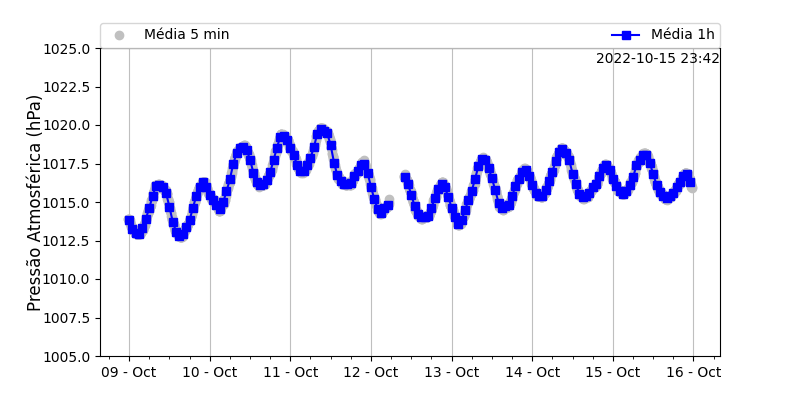 Média 5 min
Média 1h
2022-10-15 23:42
Pressão Atmosférica (hPa)
1025.0
1022.5
1020.0
1017.5
1015.0
1012.5
1010.0
1007.5
1005.0
09 - Oct
10 - Oct
11 - Oct
12 - Oct
13 - Oct
14 - Oct
15 - Oct
16 - Oct